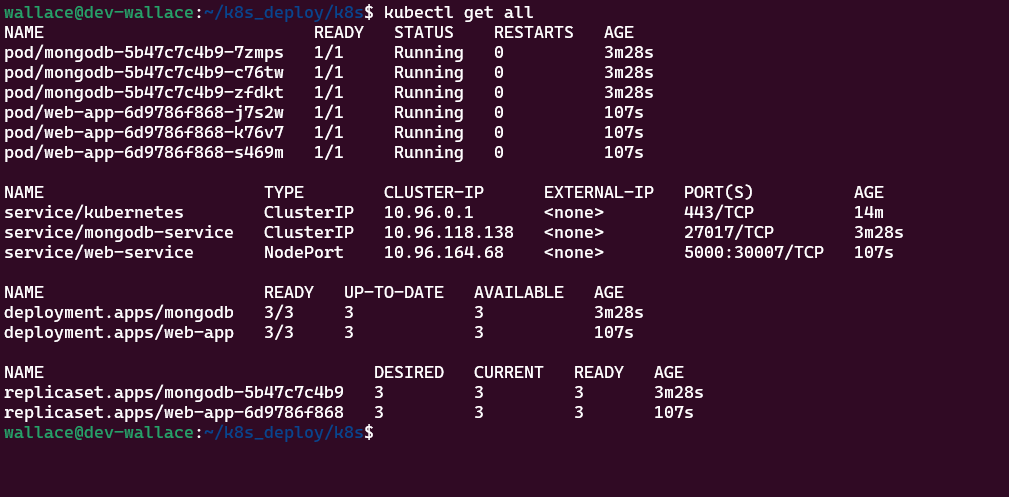 wallace@dev-wallace:~/k8s_deploy/k8s$ kubectl get all
NAME                           READY   STATUS    RESTARTS   AGE
pod/mongodb-5b47c7c4b9-7zmps   1/1     Running   0          3m28s
pod/mongodb-5b47c7c4b9-c76tw   1/1     Running   0          3m28s
pod/mongodb-5b47c7c4b9-zfdkt   1/1     Running   0          3m28s
pod/web-app-6d9786f868-j7s2w   1/1     Running   0          107s
pod/web-app-6d9786f868-k76v7   1/1     Running   0          107s
pod/web-app-6d9786f868-s469m   1/1     Running   0          107s
NAME                      TYPE        CLUSTER-IP      EXTERNAL-IP   PORT(S)          AGE
service/kubernetes        ClusterIP   10.96.0.1       <none>        443/TCP          14m
service/mongodb-service   ClusterIP   10.96.118.138   <none>        27017/TCP        3m28s
service/web-service       NodePort    10.96.164.68    <none>        5000:30007/TCP   107s
NAME                      READY   UP-TO-DATE   AVAILABLE   AGE
deployment.apps/mongodb   3/3     3            3           3m28s
deployment.apps/web-app   3/3     3            3           107s
NAME                                 DESIRED   CURRENT   READY   AGE
replicaset.apps/mongodb-5b47c7c4b9   3         3         3       3m28s
replicaset.apps/web-app-6d9786f868   3         3         3       107s
wallace@dev-wallace:~/k8s_deploy/k8s$